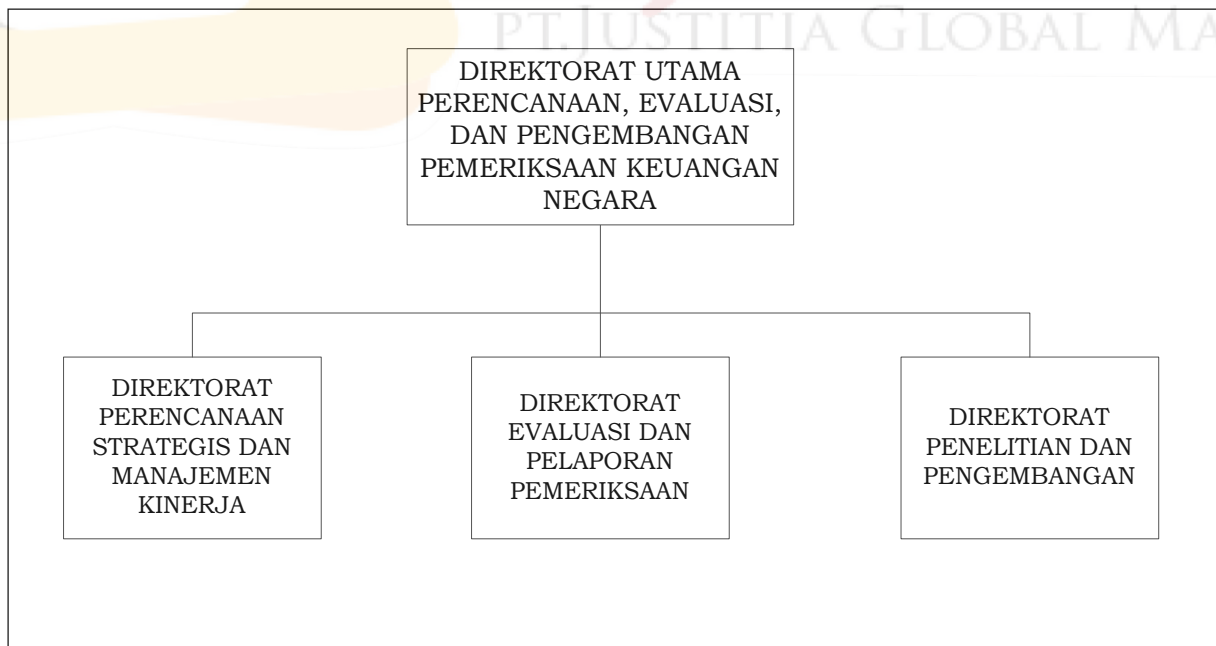 PT.JUSTITIA GLOBAL MA
DIREKTORAT UTAMA
PERENCANAAN, EVALUASI,
DAN PENGEMBANGAN
PEMERIKSAAN KEUANGAN
NEGARA
DIREKTORAT
PERENCANAAN
STRATEGIS DAN
MANAJEMEN
KINERJA
DIREKTORAT
EVALUASI DAN
PELAPORAN
PEMERIKSAAN
DIREKTORAT
PENELITIAN DAN
PENGEMBANGAN